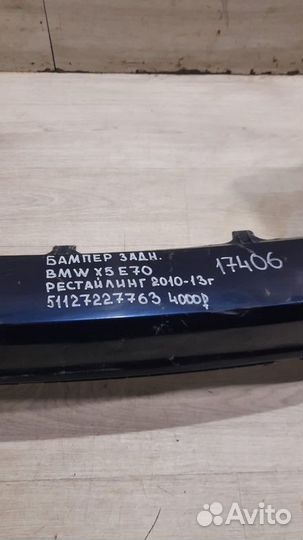 БАМПЕР ЗАДН.
BMW X5 E70
РЕСТАЙЛИНГ 2010-13г
51127227763 4000р
17406
Avito